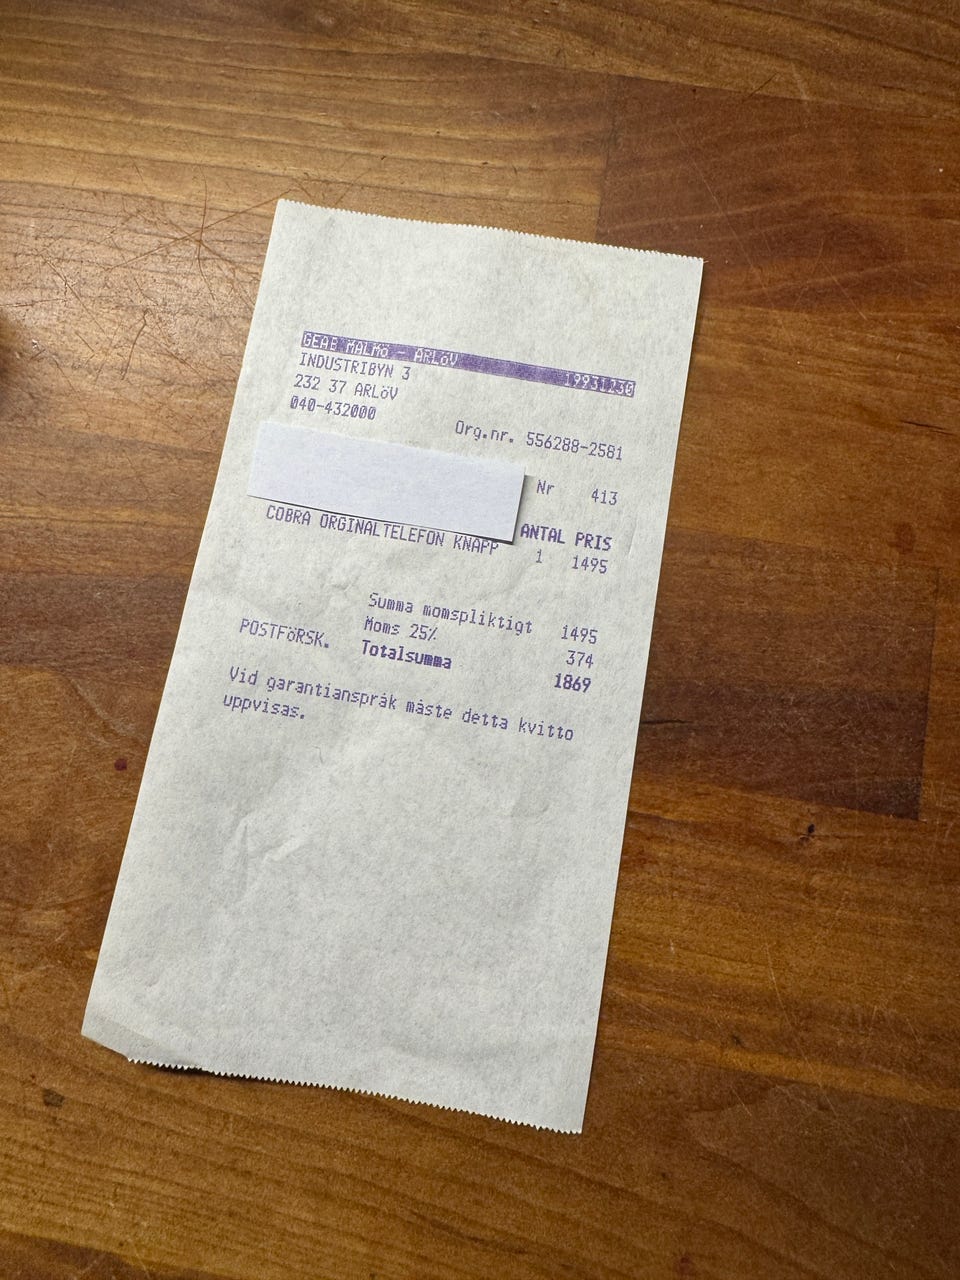 GEAB MALMÖ - ARLöV 19931230
INDUSTRIBYN 3
232 37 ARLöV
040-432000
Org.nr. 556288-2581
Nr 413
ANTAL PRIS
COBRA ORGINALTELEFON KNAPP 1 1495
Summa momspliktigt 1495
Moms 25% 374
POSTFöRSK. Totalsumma 1869
Vid garantianspråk måste detta kvitto
uppvisas.